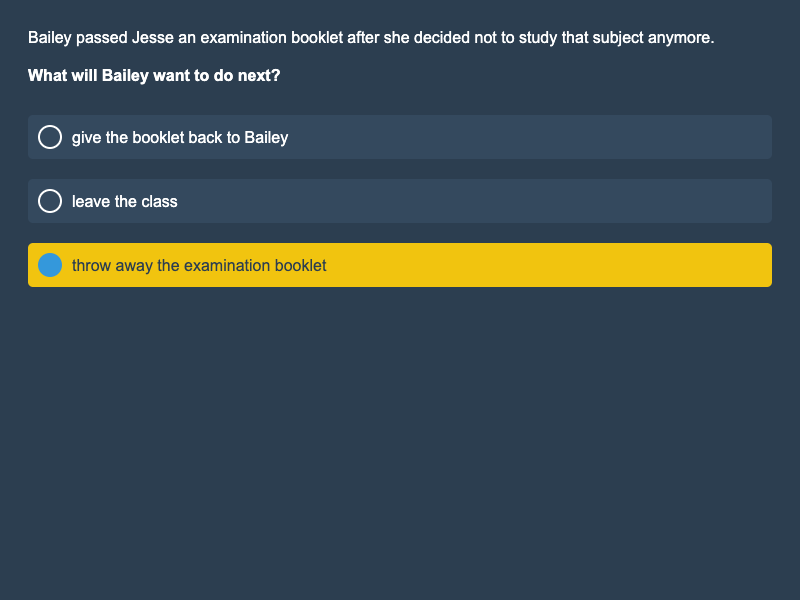 Bailey passed Jesse an examination booklet after she decided not to study that subject anymore.
What will Bailey want to do next?
give the booklet back to Bailey
leave the class
throw away the examination booklet